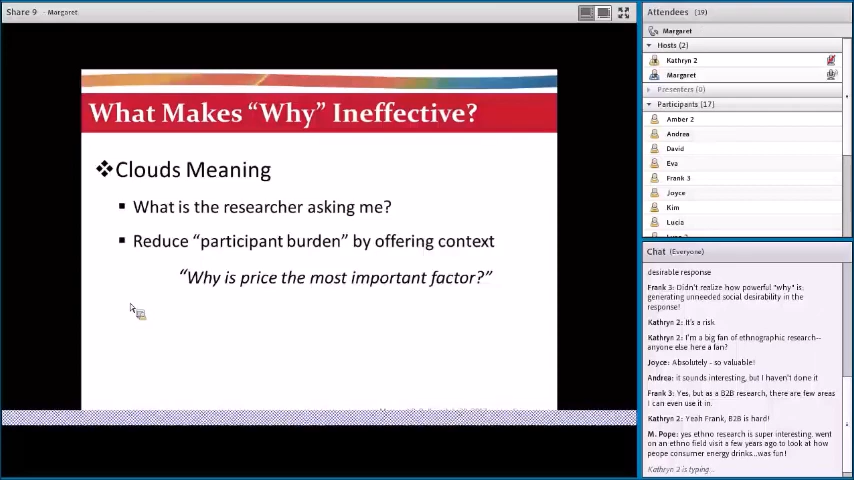 Share 9 - Margaret
What Makes “Why” Ineffective?
Clouds Meaning
What is the researcher asking me?
Reduce “participant burden” by offering context
“Why is price the most important factor?”
Attendees (19)
Margaret
Hosts (2)
Kathryn 2
Margaret
Presenters (0)
Participants (17)
Amber 2
Andrea
David
Eva
Frank 3
Joyce
Kim
Lucia
Chat (Everyone)
desirable response
Frank 3: Didn't realize how powerful "why" is:
generating unneeded social desirability in the
response!
Kathryn 2: It's a risk
Kathryn 2: I'm a big fan of ethnographic research--
anyone else here a fan?
Joyce: Absolutely - so valuable!
Andrea: it sounds interesting, but I haven't done it
Frank 3: Yes, but as a B2B research, there are few areas
I can even use it in.
Kathryn 2: Yeah Frank, B2B is hard!
M. Pope: yes ethno research is super interesting. went
on an ethno field visit a few years ago to look at
how peope consumer energy drinks...was fun!
Kathryn 2 is typing...